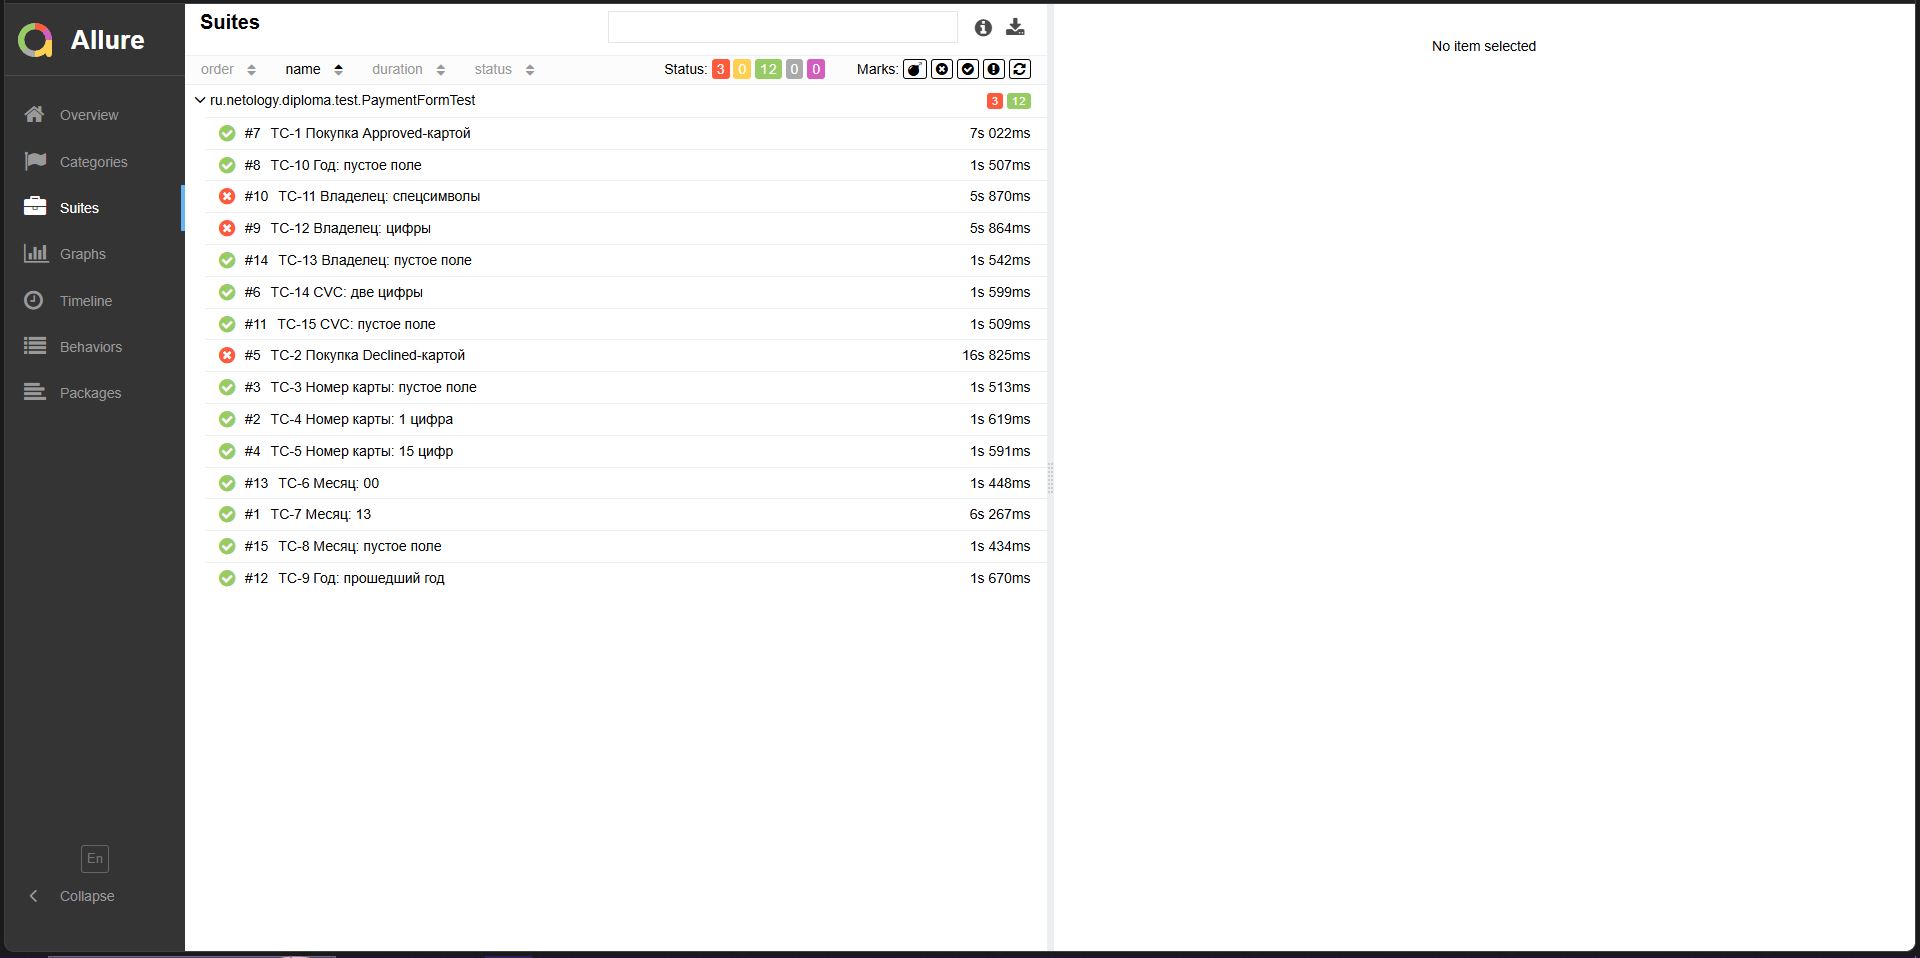 Allure
Overview
Categories
Suites
Graphs
Timeline
Behaviors
Packages
En
Collapse
Suites
order name duration status Status: 3 0 12 0 0 Marks:
ru.netology.diploma.test.PaymentFormTest 3 12
#7 TC-1 Покупка Approved-картой 7s 022ms
#8 TC-10 Год: пустое поле 1s 507ms
#10 TC-11 Владелец: спецсимволы 5s 870ms
#9 TC-12 Владелец: цифры 5s 864ms
#14 TC-13 Владелец: пустое поле 1s 542ms
#6 TC-14 CVC: две цифры 1s 599ms
#11 TC-15 CVC: пустое поле 1s 509ms
#5 TC-2 Покупка Declined-картой 16s 825ms
#3 TC-3 Номер карты: пустое поле 1s 513ms
#2 TC-4 Номер карты: 1 цифра 1s 619ms
#4 TC-5 Номер карты: 15 цифр 1s 591ms
#13 TC-6 Месяц: 00 1s 448ms
#1 TC-7 Месяц: 13 6s 267ms
#15 TC-8 Месяц: пустое поле 1s 434ms
#12 TC-9 Год: прошедший год 1s 670ms
No item selected